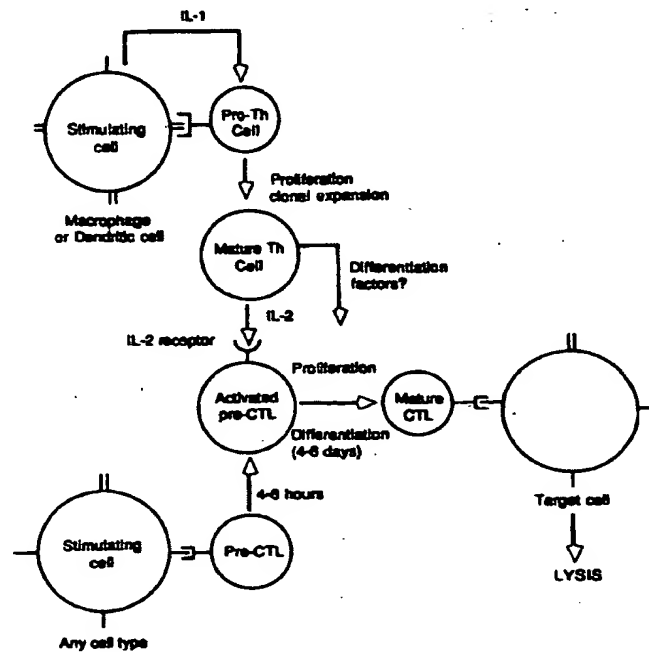 IL-1
Stimulating
cell
Pro-Th
Cell
Macrophage
or Dendritic cell
Proliferation
clonal expansion
Mature Th
Cell
Differentiation
factors?
IL-2
IL-2 receptor
Activated
pre-CTL
Proliferation
Differentiation
(4-6 days)
Mature
CTL
Target cell
LYSIS
4-6 hours
Stimulating
cell
Pre-CTL
Any cell type